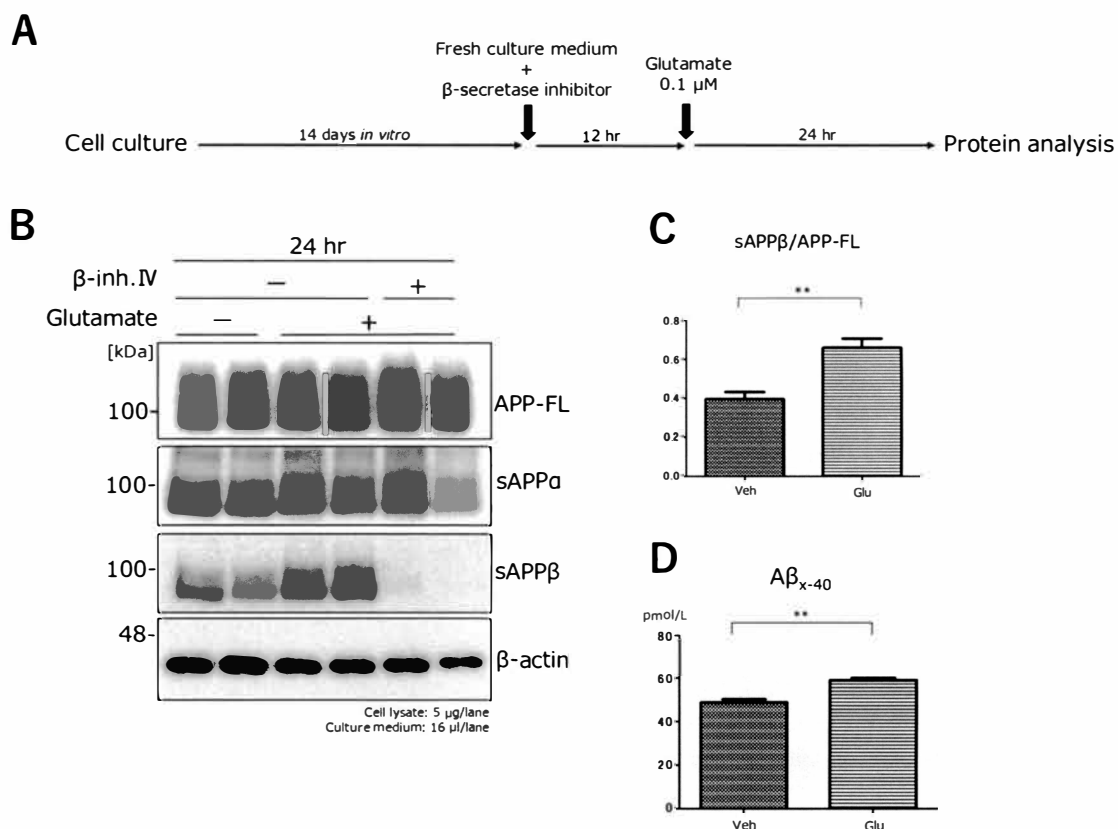 A
Fresh culture medium
+
β-secretase inhibitor
Glutamate
0.1 μM
Cell culture
14 days in vitro
12 hr
24 hr
Protein analysis
B
24 hr
β-inh.IV
−
+
Glutamate
−
+
[kDa]
100-
APP-FL
100-
sAPPα
100-
sAPPβ
48-
β-actin
Cell lysate: 5 μg/lane
Culture medium: 16 μl/lane
C
sAPPβ/APP-FL
**
0.8
0.6
0.4
0.2
0.0
Veh
Glu
D
Aβx-40
pmol/L
**
80
60
40
20
0
Veh
Glu